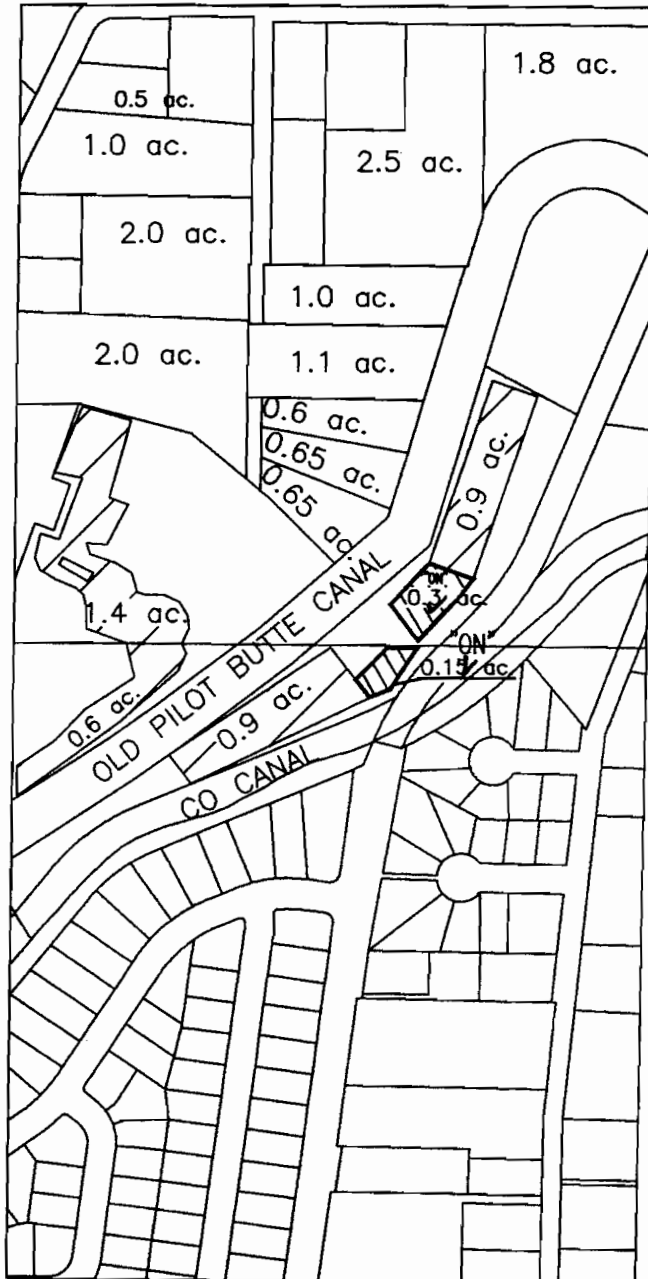 1.8 ac.
0.5 ac.
1.0 ac.
2.5 ac.
2.0 ac.
1.0 ac.
2.0 ac.
1.1 ac.
0.6 ac.
0.65 ac.
0.65 ac.
0.9 ac.
"ON"
0.3 ac.
1.4 ac.
"ON"
0.15 ac.
OLD PILOT BUTTE CANAL
0.6 ac.
0.9 ac.
CO CANAL